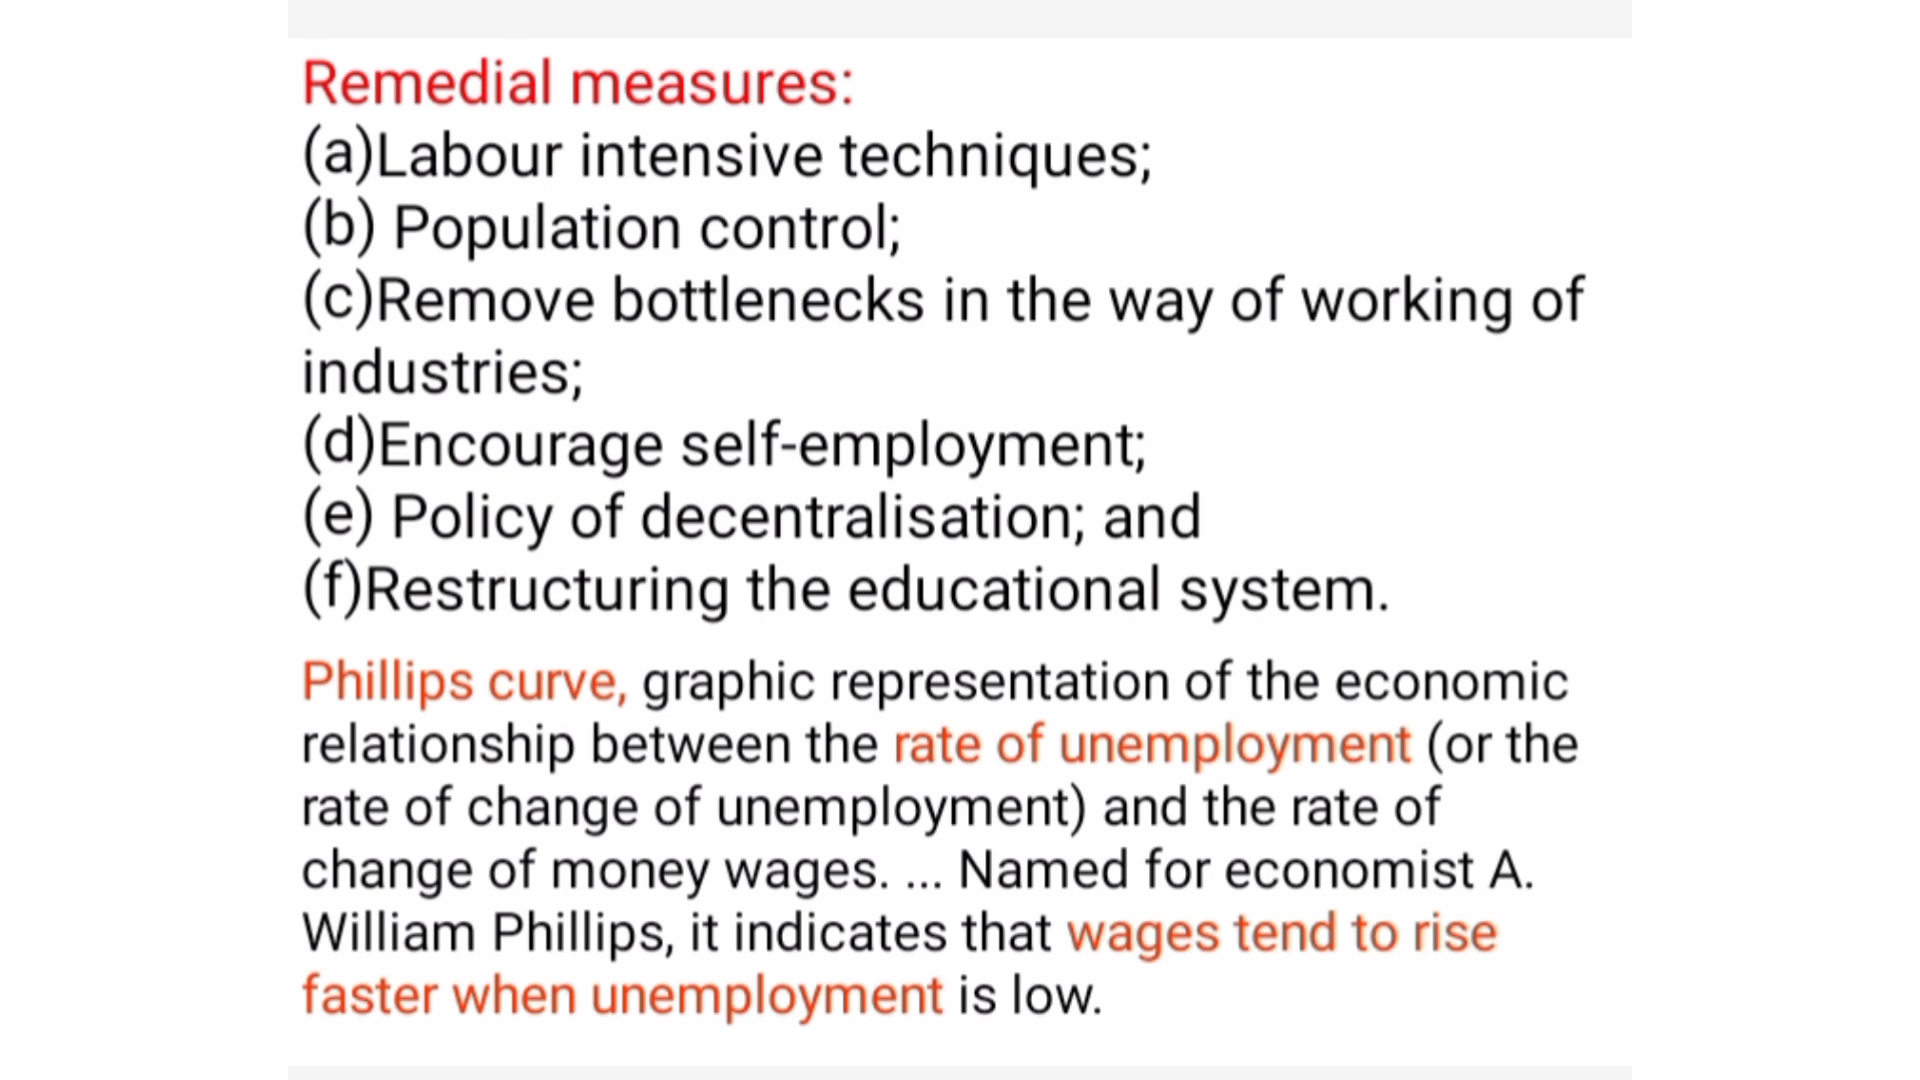 Remedial measures:
(a)Labour intensive techniques;
(b) Population control;
(c)Remove bottlenecks in the way of working of
industries;
(d)Encourage self-employment;
(e) Policy of decentralisation; and
(f)Restructuring the educational system.
Phillips curve, graphic representation of the economic
relationship between the rate of unemployment (or the
rate of change of unemployment) and the rate of
change of money wages. ... Named for economist A.
William Phillips, it indicates that wages tend to rise
faster when unemployment is low.